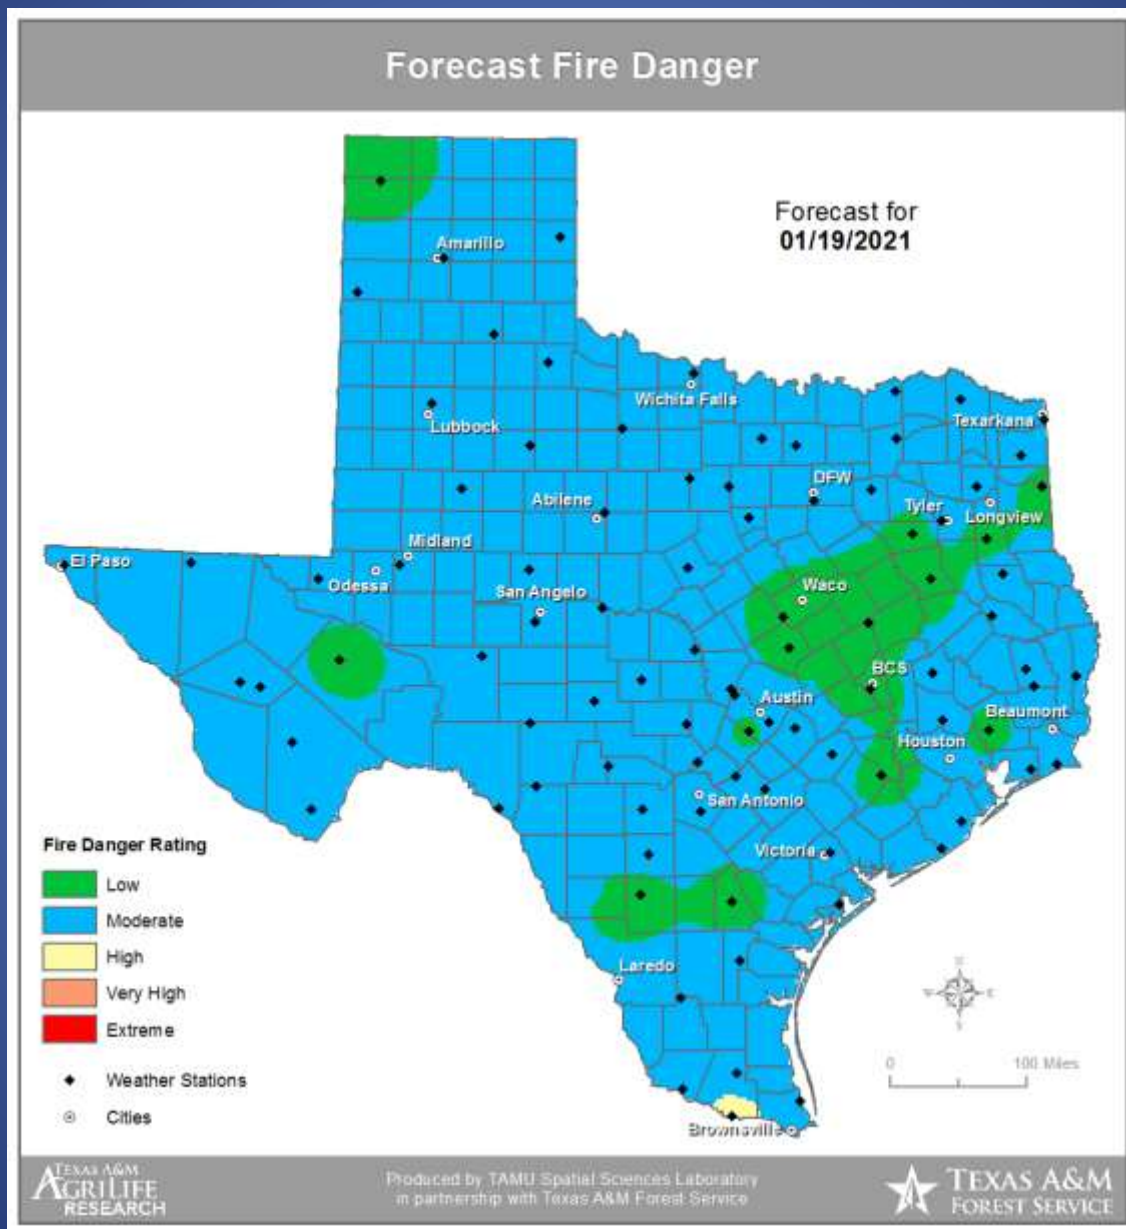 Forecast Fire Danger
Forecast for
01/19/2021
Amarillo
Wichita Falls
Lubbock
Texarkana
DFW
Abilene
Tyler
Longview
Midland
El Paso
Odessa
San Angelo
Waco
BCS
Austin
Beaumont
Houston
San Antonio
Victoria
Laredo
Brownsville
Fire Danger Rating
Low
Moderate
High
Very High
Extreme
Weather Stations
Cities
N
W E
S
0 100 Miles
TEXAS A&M
AGRILIFE
RESEARCH
Produced by TAMU Spatial Sciences Laboratory
in partnership with Texas A&M Forest Service
TEXAS A&M
FOREST SERVICE